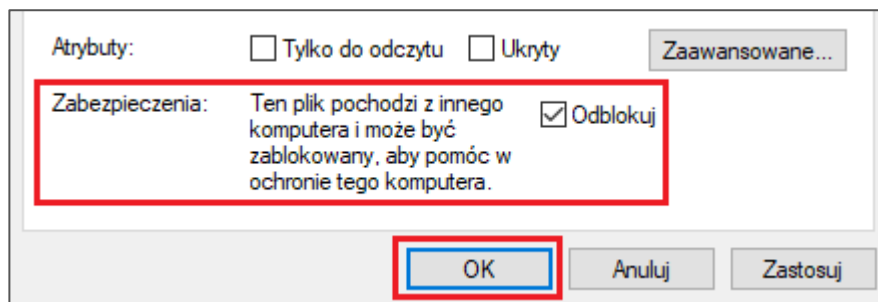 Atrybuty: Tylko do odczytu Ukryty Zaawansowane...
Zabezpieczenia: Ten plik pochodzi z innego
komputera i może być
zablokowany, aby pomóc w
ochronie tego komputera.
Odblokuj
OK Anuluj Zastosuj